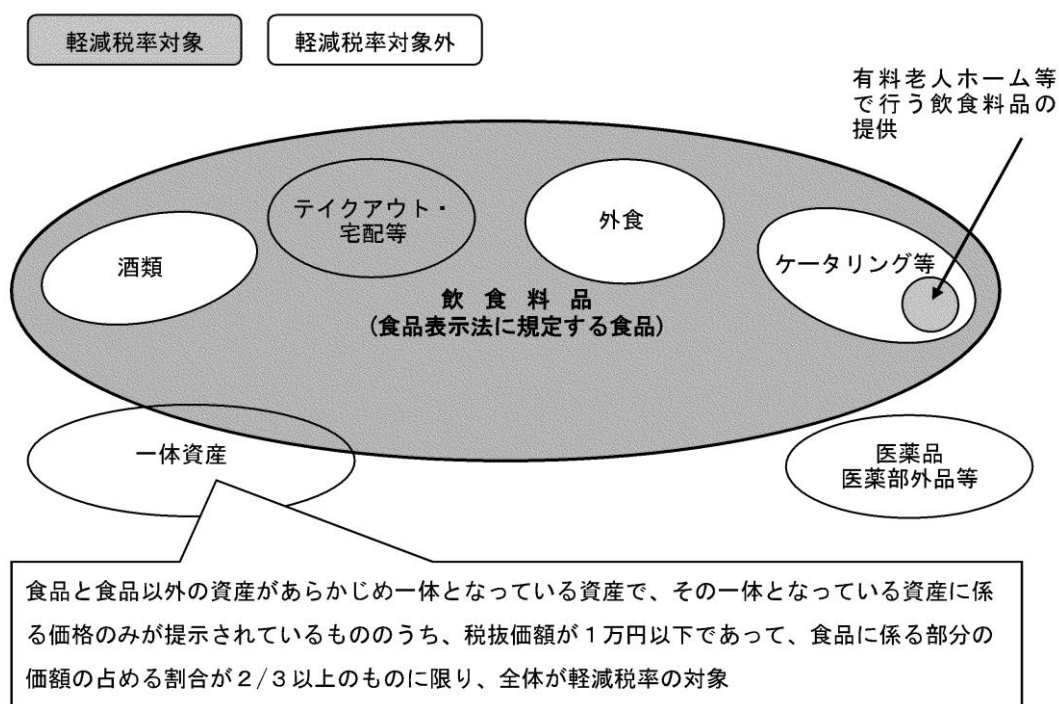 軽減税率対象
軽減税率対象外
有料老人ホーム等
で行う飲食料品の
提供
テイクアウト・
宅配等
外食
酒類
ケータリング等
飲食料品
(食品表示法に規定する食品)
一体資産
医薬品
医薬部外品等
食品と食品以外の資産があらかじめ一体となっている資産で、その一体となっている資産に係
る価格のみが提示されているもののうち、税抜価額が1万円以下であって、食品に係る部分の
価額の占める割合が2/3以上のものに限り、全体が軽減税率の対象